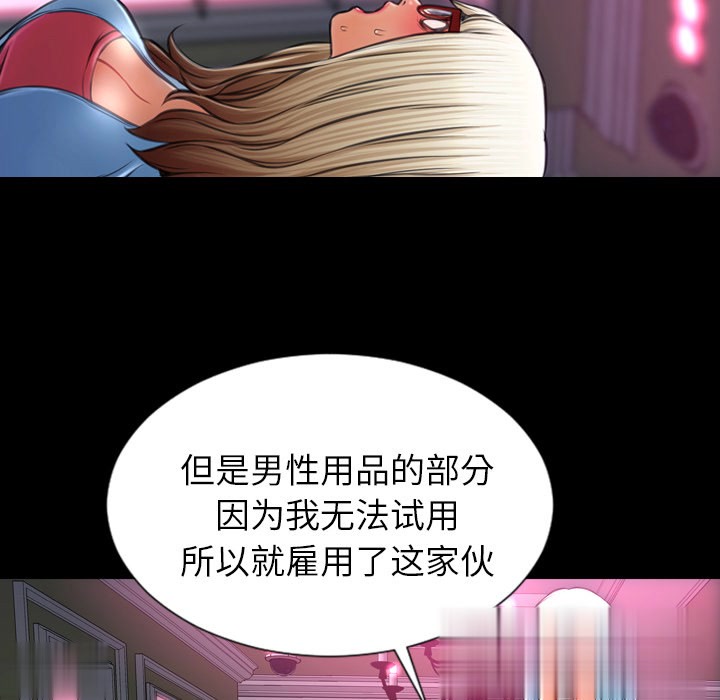 但是男性用品的部分
因为我无法试用
所以就雇用了这家伙